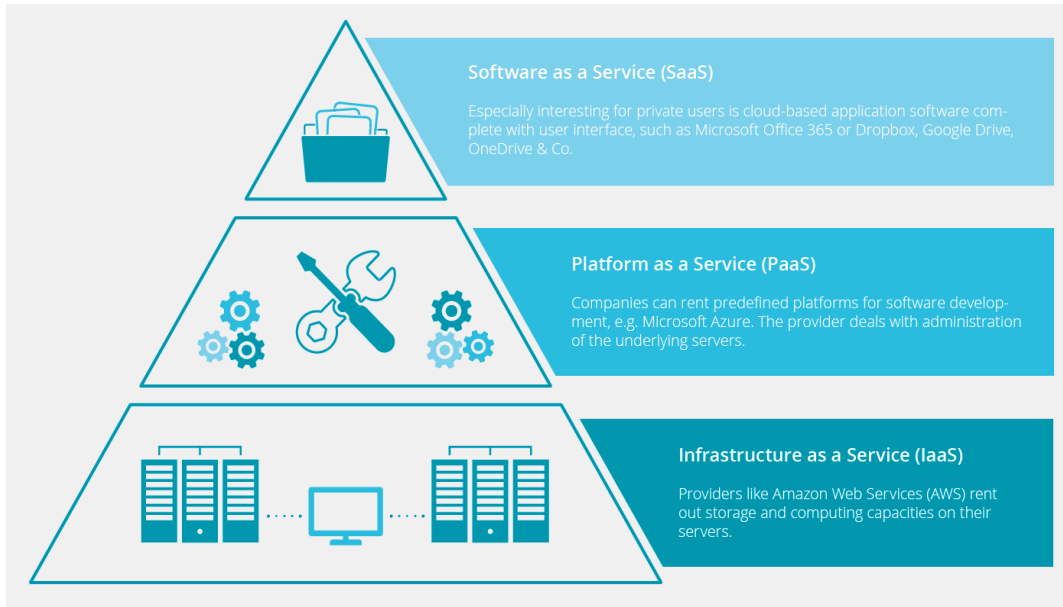 Software as a Service (SaaS)
Especially interesting for private users is cloud-based application software com-
plete with user interface, such as Microsoft Office 365 or Dropbox, Google Drive,
OneDrive & Co.
Platform as a Service (PaaS)
Companies can rent predefined platforms for software develop-
ment, e.g. Microsoft Azure. The provider deals with administration
of the underlying servers.
Infrastructure as a Service (IaaS)
Providers like Amazon Web Services (AWS) rent
out storage and computing capacities on their
servers.